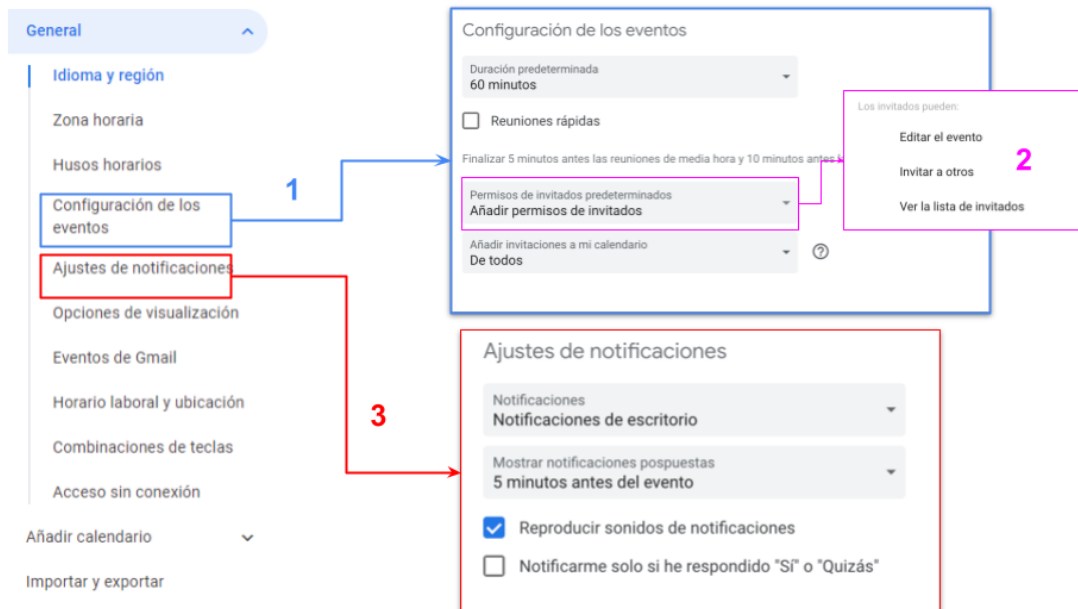 General
Idioma y región
Zona horaria
Husos horarios
Configuración de los
eventos
Ajustes de notificaciones
Opciones de visualización
Eventos de Gmail
Horario laboral y ubicación
Combinaciones de teclas
Acceso sin conexión
Añadir calendario
Importar y exportar
1
Configuración de los eventos
Duración predeterminada
60 minutos
Reuniones rápidas
Finalizar 5 minutos antes las reuniones de media hora y 10 minutos antes
Permisos de invitados predeterminados
Añadir permisos de invitados
Añadir invitaciones a mi calendario
De todos
Los invitados pueden:
Editar el evento
Invitar a otros
Ver la lista de invitados
2
3
Ajustes de notificaciones
Notificaciones
Notificaciones de escritorio
Mostrar notificaciones pospuestas
5 minutos antes del evento
Reproducir sonidos de notificaciones
Notificarme solo si he respondido "Sí" o "Quizás"